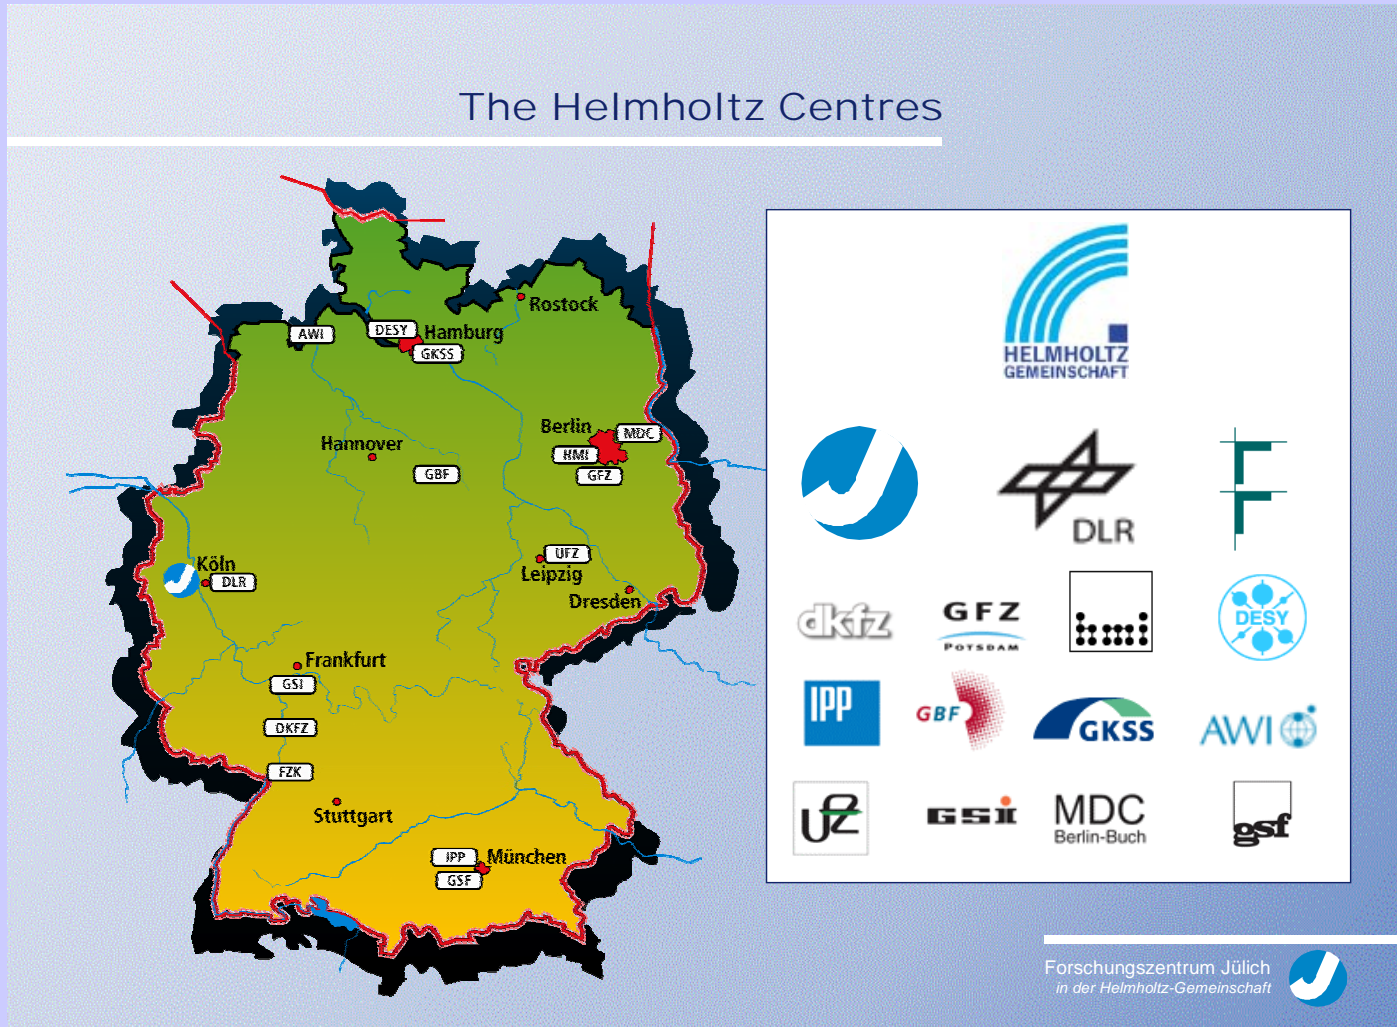 The Helmholtz Centres
Rostock
AWI
DESY
Hamburg
GKSS
Berlin
MDC
Hannover
HMI
GBF
GFZ
UFZ
Köln
DLR
Leipzig
Dresden
Frankfurt
GSI
DKFZ
FZK
Stuttgart
IPP
München
GSF
HELMHOLTZ
GEMEINSCHAFT
DLR
dkfz
GFZ
POTSDAM
DESY
IPP
GBF
GKSS
AWI
UFZ
GSI
MDC
Berlin-Buch
gsf
Forschungszentrum Jülich
in der Helmholtz-Gemeinschaft